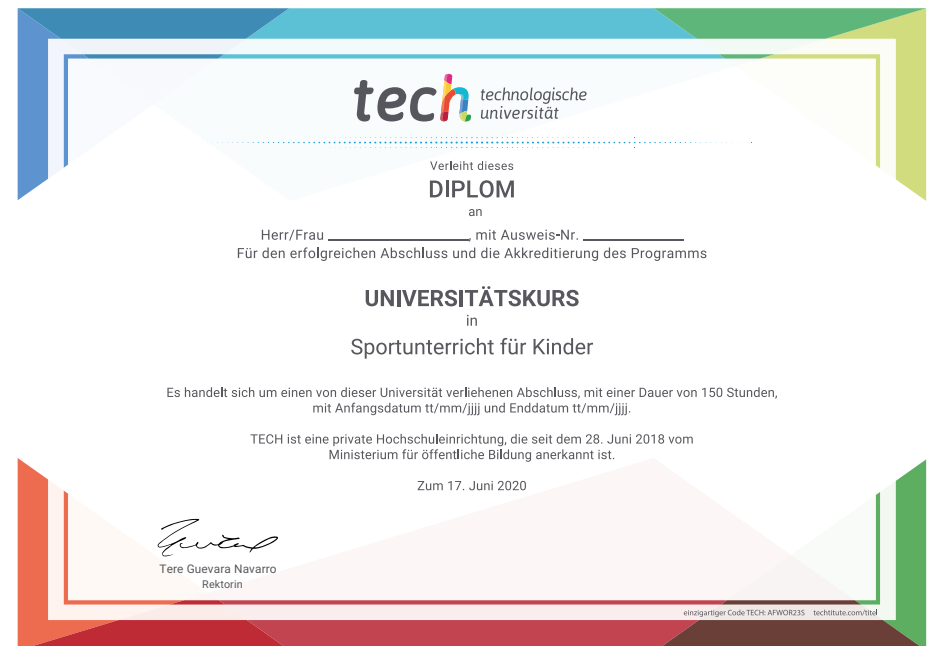 tech technologische
universität
Verleiht dieses
DIPLOM
an
Herr/Frau ________________, mit Ausweis-Nr. ____________
Für den erfolgreichen Abschluss und die Akkreditierung des Programms
UNIVERSITÄTSKURS
in
Sportunterricht für Kinder
Es handelt sich um einen von dieser Universität verliehenen Abschluss, mit einer Dauer von 150 Stunden,
mit Anfangsdatum tt/mm/jjjj und Enddatum tt/mm/jjjj.
TECH ist eine private Hochschuleinrichtung, die seit dem 28. Juni 2018 vom
Ministerium für öffentliche Bildung anerkannt ist.
Zum 17. Juni 2020
Tere Guevara Navarro
Rektorin
einzigartiger Code TECH: AFWOR23S techtitute.com/titel